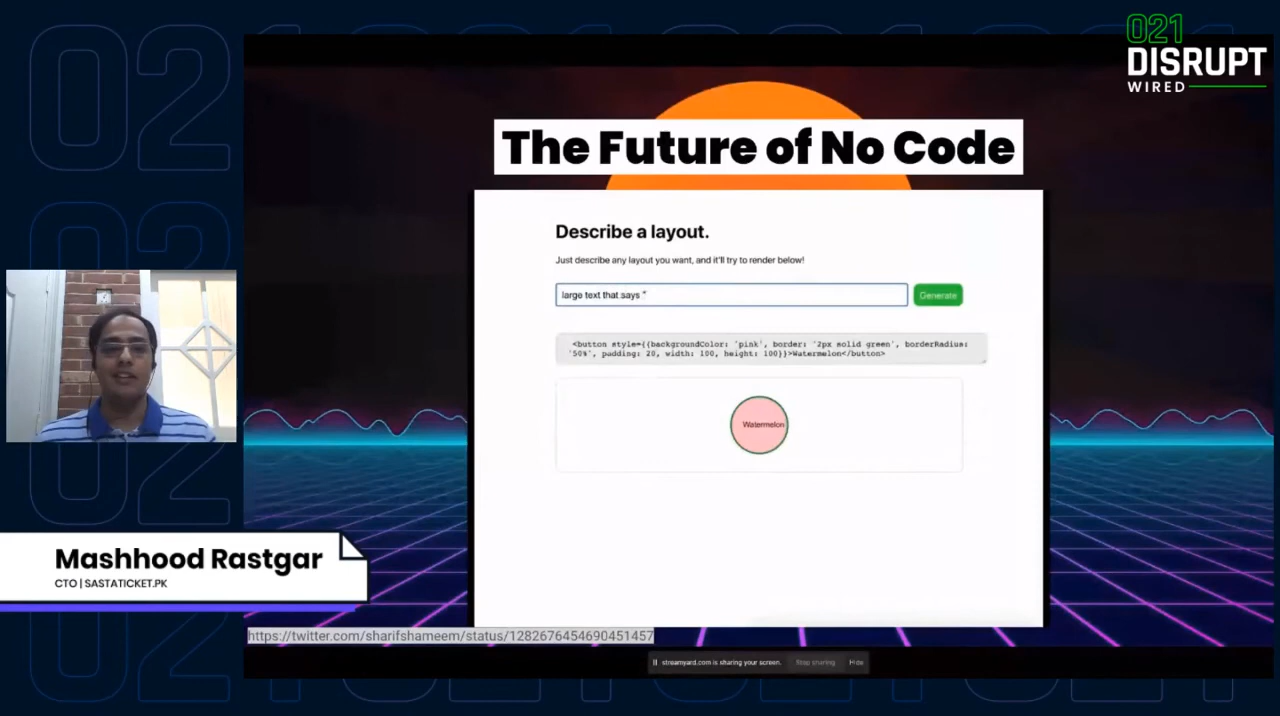 021
DISRUPT
WIRED
The Future of No Code
Describe a layout.
Just describe any layout you want, and it'll try to render below!
large text that says "
Generate
<button style={{backgroundColor: 'pink', border: '2px solid green', borderRadius:
'50%', padding: 20, width: 100, height: 100}}>Watermelon</button>
Watermelon
Mashhood Rastgar
CTO | SASTATICKET.PK
https://twitter.com/sharifshameem/status/1282676454690451457
streamyard.com is sharing your screen.
Stop sharing
Hide